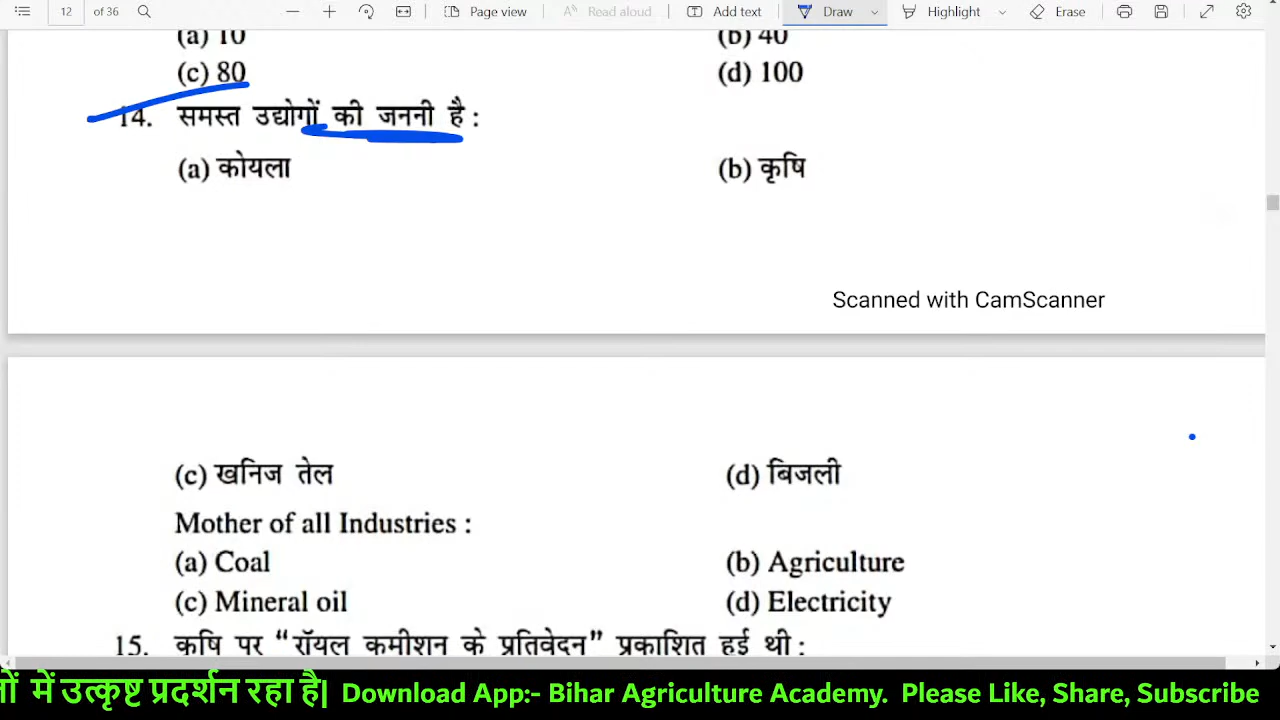 12 of 36 Page view Read aloud Add text Draw Highlight Erase
(a) 10 (b) 40
(c) 80 (d) 100
14. समस्त उद्योगों की जननी है :
(a) कोयला (b) कृषि
Scanned with CamScanner
(c) खनिज तेल (d) बिजली
Mother of all Industries :
(a) Coal (b) Agriculture
(c) Mineral oil (d) Electricity
15. कृषि पर “रॉयल कमीशन के प्रतिवेदन” प्रकाशित हुई थी :
में उत्कृष्ट प्रदर्शन रहा है| Download App:- Bihar Agriculture Academy. Please Like, Share, Subscribe